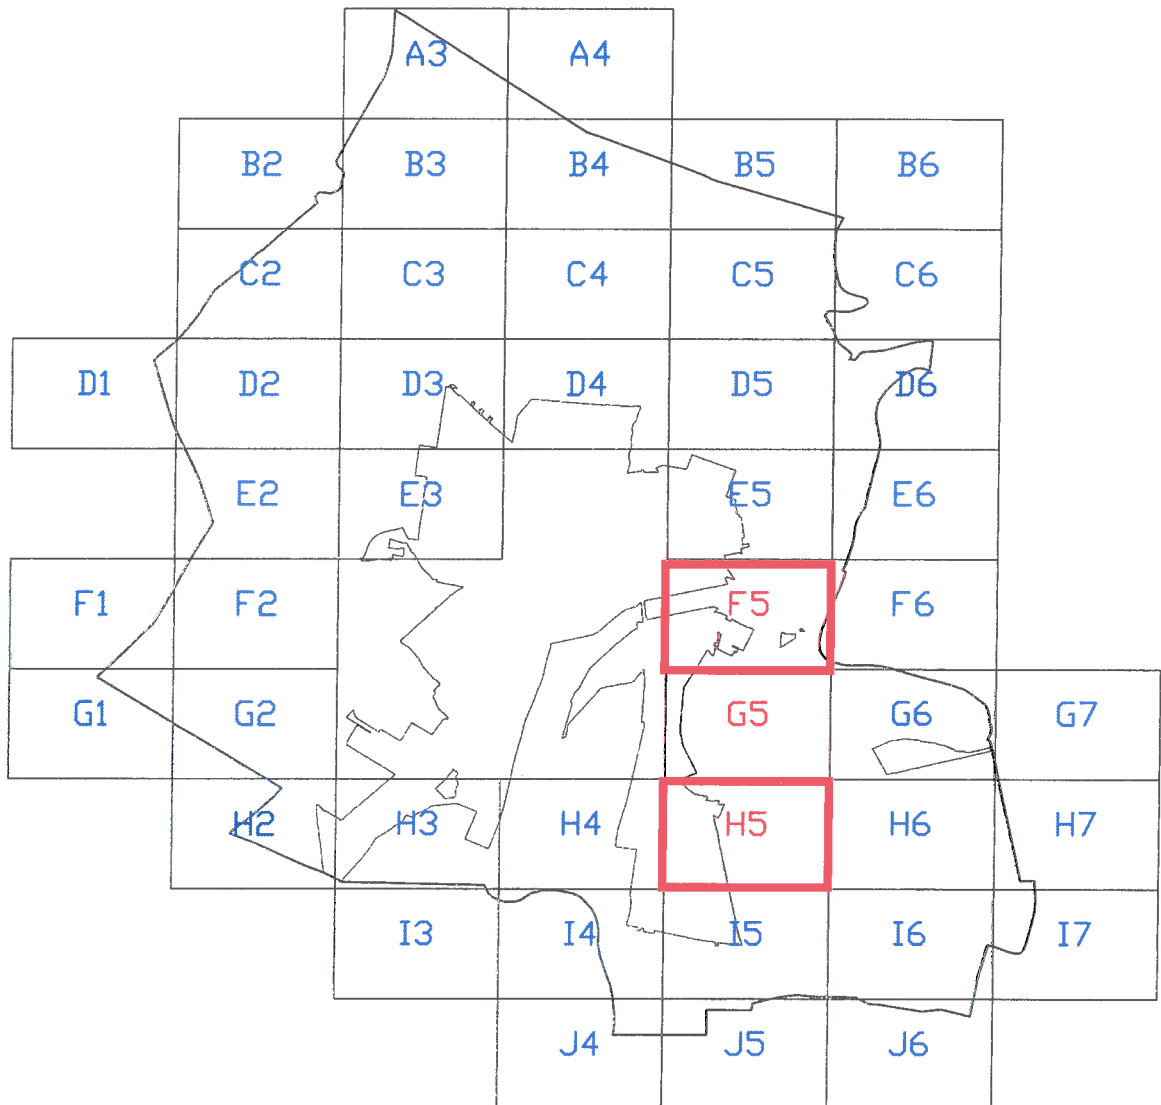 A3 A4
B2 B3 B4 B5 B6
C2 C3 C4 C5 C6
D1 D2 D3 D4 D5 D6
E2 E3 E5 E6
F1 F2 F5 F6
G1 G2 G5 G6 G7
H2 H3 H4 H5 H6 H7
I3 I4 I5 I6 I7
J4 J5 J6